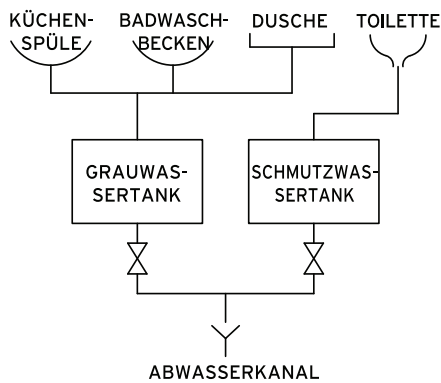 KÜCHEN-
SPÜLE
BADWASCH-
BECKEN
DUSCHE
TOILETTE
GRAUWAS-
SERTANK
SCHMUTZWAS-
SERTANK
ABWASSERKANAL